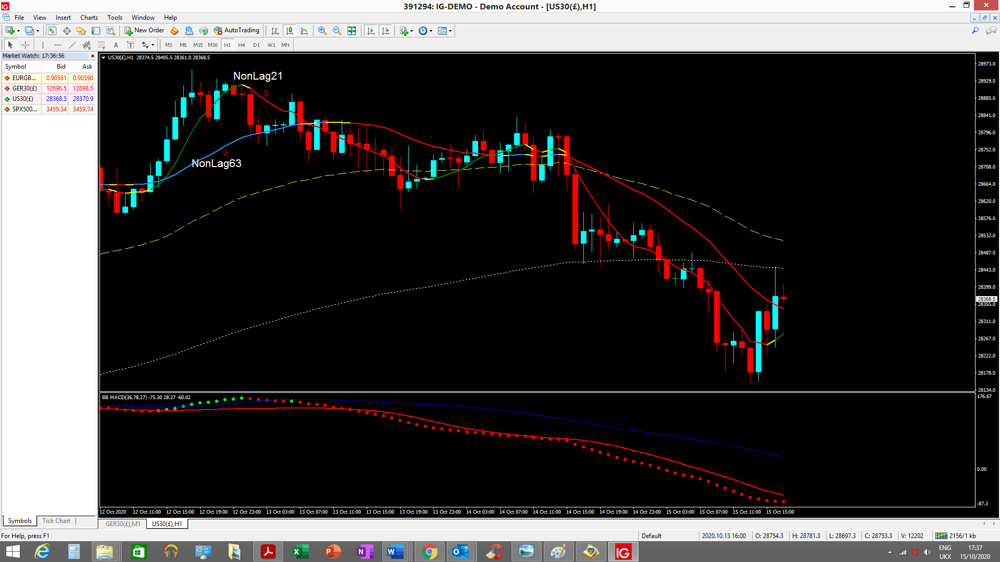 IG
391294: IG-DEMO - Demo Account - [US30(£),H1]
File View Insert Charts Tools Window Help
New Order AutoTrading
A T M1 M5 M15 M30 H1 H4 D1 W1 MN
Market Watch: 17:36:56
Symbol Bid Ask
EURGB... 0.90581 0.90590
GER30(£) 12696.5 12698.5
US30(£) 28368.5 28370.9
SPX500... 3459.34 3459.74
Symbols Tick Chart
US30(£),H1 28374.5 28405.5 28361.0 28368.5
NonLag21
NonLag63
28973.0
28929.0
28885.0
28841.0
28796.0
28752.0
28708.0
28664.0
28620.0
28576.0
28532.0
28487.0
28443.0
28399.0
28368.5
28355.0
28311.0
28267.0
28222.0
28178.0
28134.0
BB MACD(36,78,27) -75.30 28.27 -60.02
176.67
0.00
-87.3
12 Oct 2020 12 Oct 11:00 12 Oct 15:00 12 Oct 19:00 12 Oct 23:00 13 Oct 03:00 13 Oct 07:00 13 Oct 11:00 13 Oct 15:00 13 Oct 19:00 13 Oct 23:00 14 Oct 03:00 14 Oct 07:00 14 Oct 11:00 14 Oct 15:00 14 Oct 19:00 14 Oct 23:00 15 Oct 03:00 15 Oct 07:00 15 Oct 11:00 15 Oct 15:00
GER30(£),M1 US30(£),H1
For Help, press F1 Default 2020.10.13 16:00 O: 28754.3 H: 28781.3 L: 28697.3 C: 28753.3 V: 12202 2156/1 kb
IG
ENG 17:37
UKX 15/10/2020